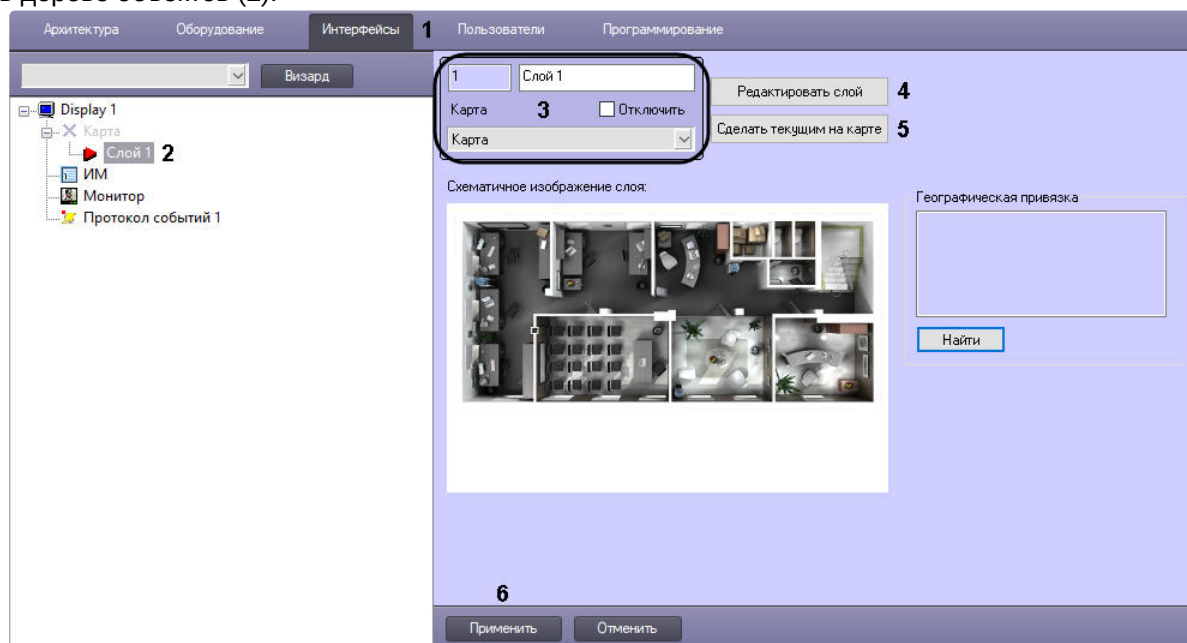 в дерево объектов (2).
Архитектура Оборудование Интерфейсы 1 Пользователи Программирование
Визард
Display 1
Карта
Слой 1 2
ИМ
Монитор
Протокол событий 1
1 Слой 1
Карта 3 Отключить
Карта
Редактировать слой 4
Сделать текущим на карте 5
Схематичное изображение слоя:
Географическая привязка
Найти
6
Применить Отменить